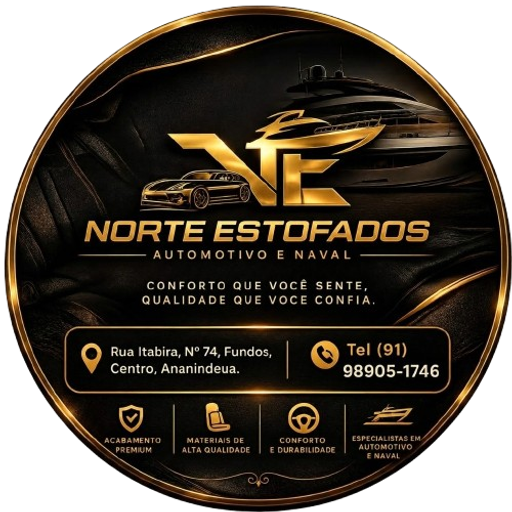 NORTE ESTOFADOS
AUTOMOTIVO E NAVAL
CONFORTO QUE VOCÊ SENTE,
QUALIDADE QUE VOCE CONFIA.
Rua Itabira, Nº 74, Fundos,
Centro, Ananindeua.
Tel (91)
98905-1746
ACABAMENTO
PREMIUM
MATERIAIS DE
ALTA QUALIDADE
CONFORTO
E DURABILIDADE
ESPECIALISTAS EM
AUTOMOTIVO
E NAVAL